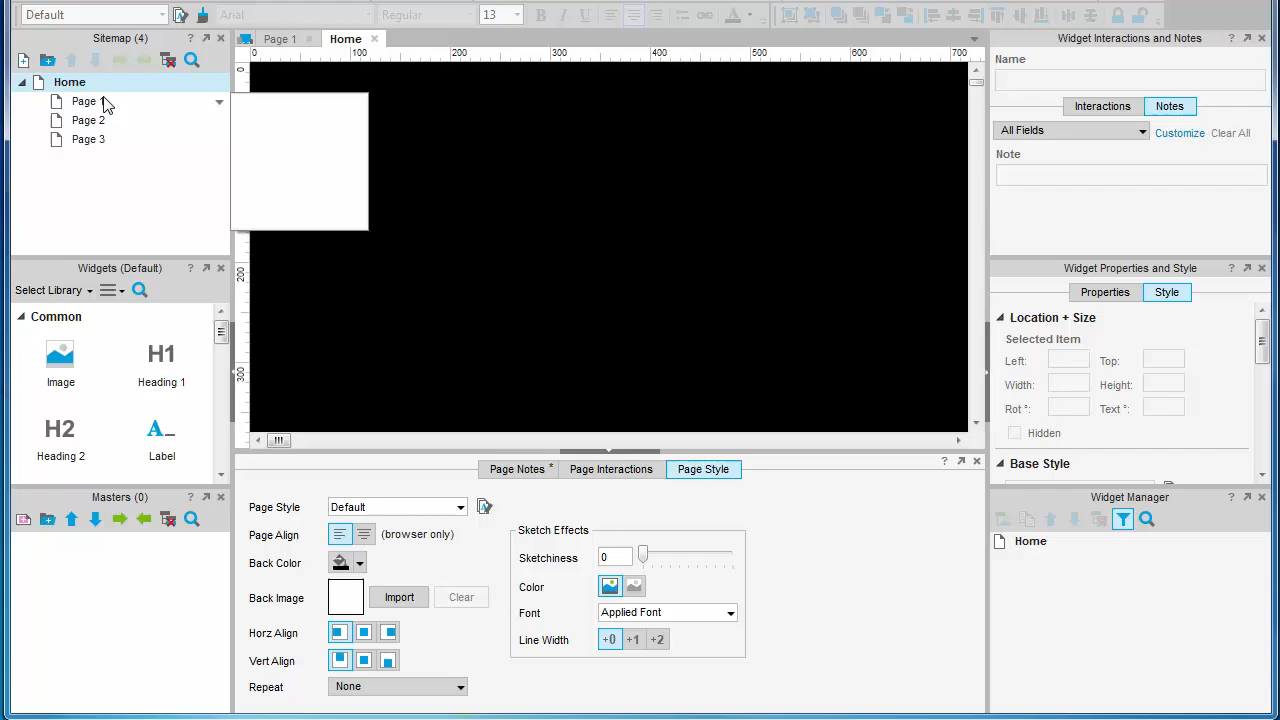 Default Arial Regular 13 B I U
Sitemap (4) ?
Page 1 Home
Widget Interactions and Notes ?
0 100 200 300 400 500 600 700
Home
Page 1
Page 2
Page 3
0
200
300
Name
Interactions Notes
All Fields Customize Clear All
Note
Widgets (Default) ?
Select Library
Common
Image
H1
Heading 1
H2
Heading 2
A_
Label
Widget Properties and Style ?
Properties Style
Location + Size
Selected Item
Left: Top:
Width: Height:
Rot °: Text °:
Hidden
Base Style
Masters (0) ?
Page Notes * Page Interactions Page Style ?
Page Style Default
Page Align (browser only)
Back Color
Back Image Import Clear
Horz Align
Vert Align
Repeat None
Sketch Effects
Sketchiness 0
Color
Font Applied Font
Line Width +0 +1 +2
Widget Manager ?
Home